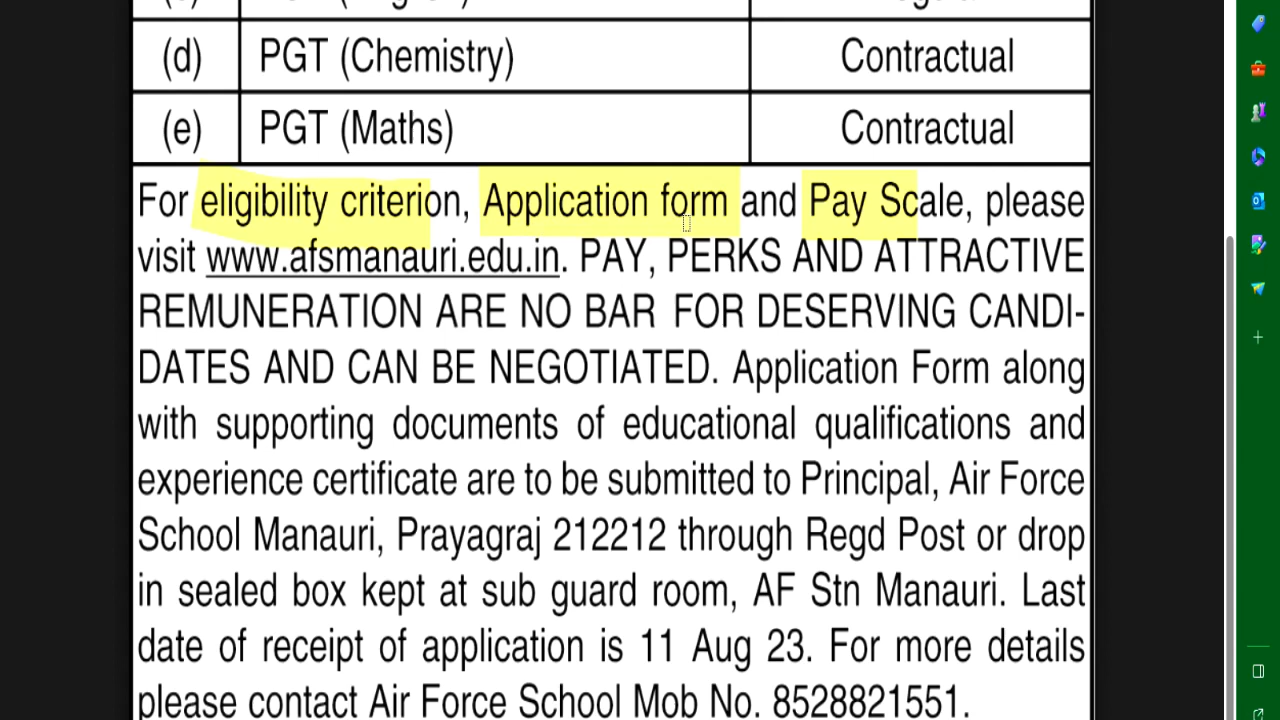 (d) PGT (Chemistry) Contractual
(e) PGT (Maths) Contractual
For eligibility criterion, Application form and Pay Scale, please
visit www.afsmanauri.edu.in. PAY, PERKS AND ATTRACTIVE
REMUNERATION ARE NO BAR FOR DESERVING CANDI-
DATES AND CAN BE NEGOTIATED. Application Form along
with supporting documents of educational qualifications and
experience certificate are to be submitted to Principal, Air Force
School Manauri, Prayagraj 212212 through Regd Post or drop
in sealed box kept at sub guard room, AF Stn Manauri. Last
date of receipt of application is 11 Aug 23. For more details
please contact Air Force School Mob No. 8528821551.